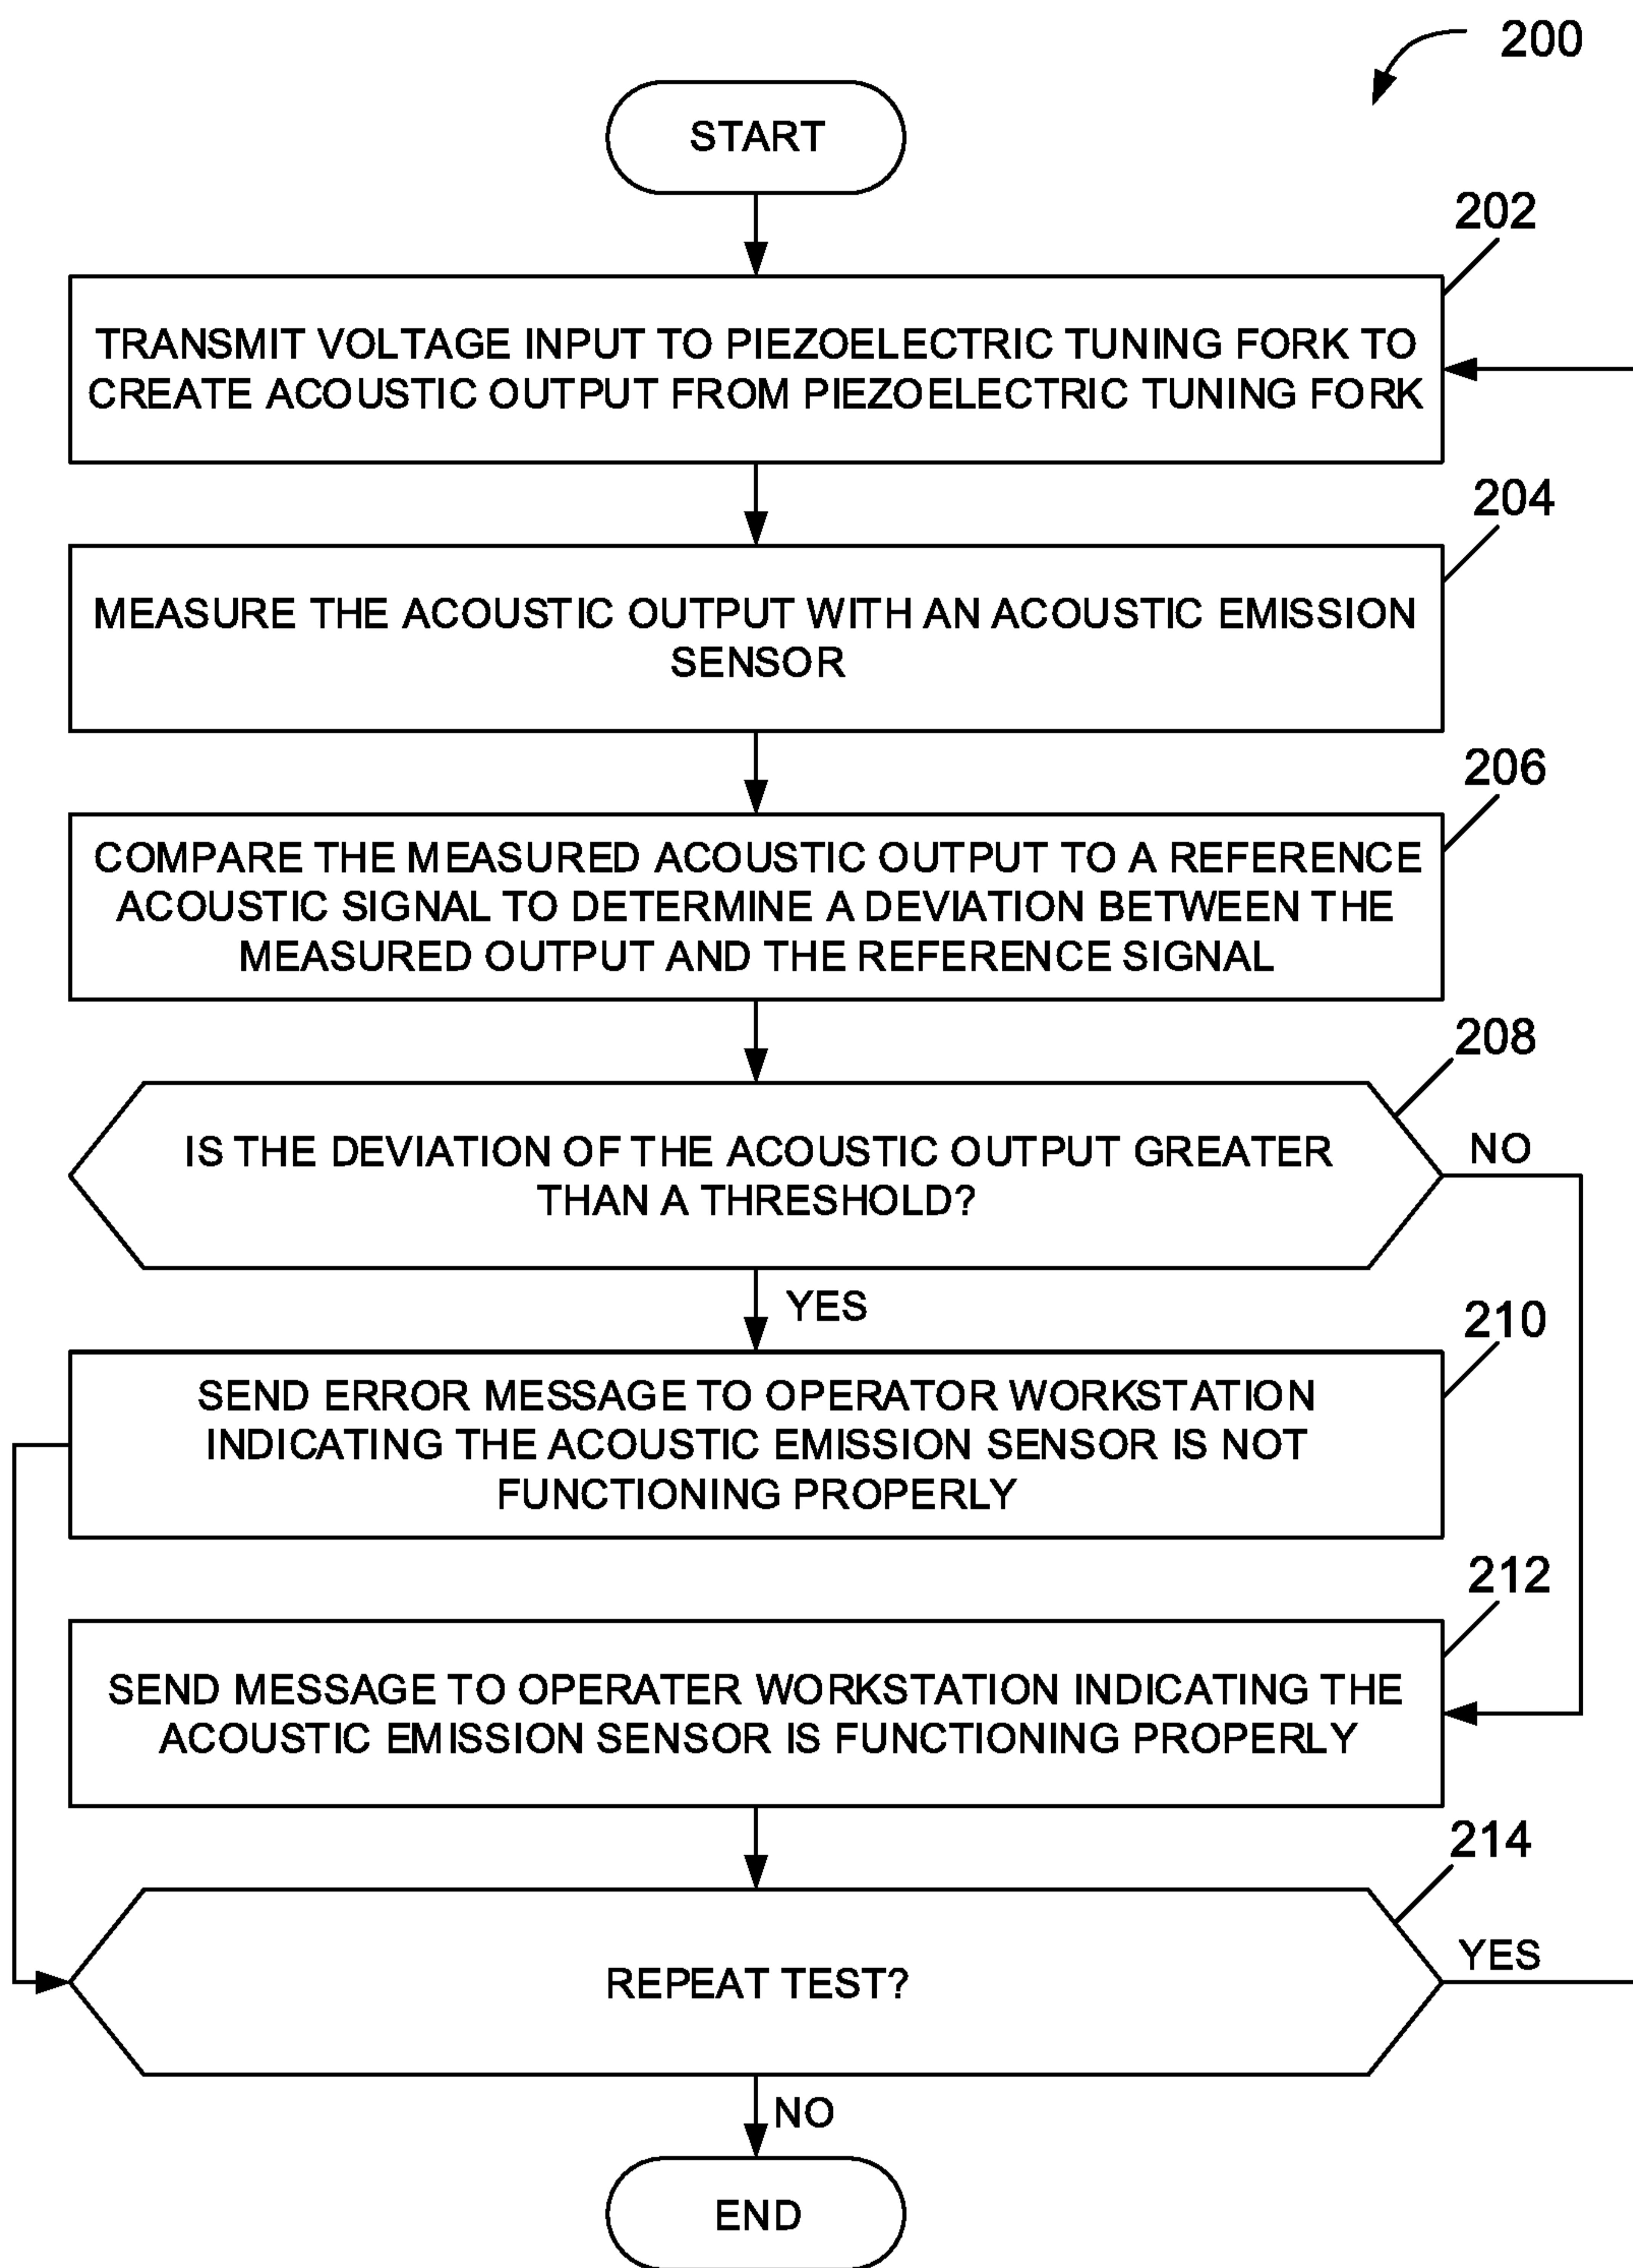 200
START
202
TRANSMIT VOLTAGE INPUT TO PIEZOELECTRIC TUNING FORK TO
CREATE ACOUSTIC OUTPUT FROM PIEZOELECTRIC TUNING FORK
204
MEASURE THE ACOUSTIC OUTPUT WITH AN ACOUSTIC EMISSION
SENSOR
206
COMPARE THE MEASURED ACOUSTIC OUTPUT TO A REFERENCE
ACOUSTIC SIGNAL TO DETERMINE A DEVIATION BETWEEN THE
MEASURED OUTPUT AND THE REFERENCE SIGNAL
208
IS THE DEVIATION OF THE ACOUSTIC OUTPUT GREATER
THAN A THRESHOLD?
NO
YES
210
SEND ERROR MESSAGE TO OPERATOR WORKSTATION
INDICATING THE ACOUSTIC EMISSION SENSOR IS NOT
FUNCTIONING PROPERLY
212
SEND MESSAGE TO OPERATER WORKSTATION INDICATING THE
ACOUSTIC EMISSION SENSOR IS FUNCTIONING PROPERLY
214
REPEAT TEST?
YES
NO
END